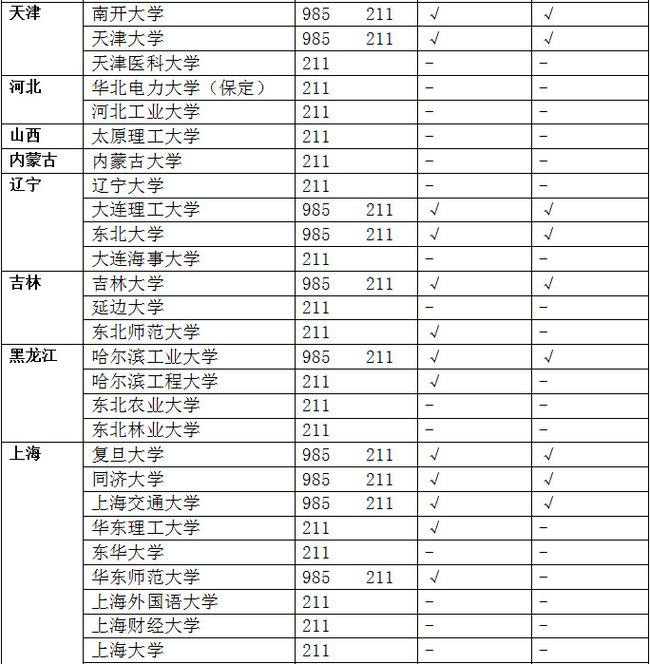 天津 南开大学 985 211 √ √
天津大学 985 211 √ √
天津医科大学 211 - -
河北 华北电力大学（保定） 211 - -
河北工业大学 211 - -
山西 太原理工大学 211 - -
内蒙古 内蒙古大学 211 - -
辽宁 辽宁大学 211 - -
大连理工大学 985 211 √ √
东北大学 985 211 √ √
大连海事大学 211 - -
吉林 吉林大学 985 211 √ √
延边大学 211 - -
东北师范大学 211 √ -
黑龙江 哈尔滨工业大学 985 211 √ √
哈尔滨工程大学 211 √ -
东北农业大学 211 - -
东北林业大学 211 - -
上海 复旦大学 985 211 √ √
同济大学 985 211 √ √
上海交通大学 985 211 √ √
华东理工大学 211 √ -
东华大学 211 - -
华东师范大学 985 211 √ -
上海外国语大学 211 - -
上海财经大学 211 - -
上海大学 211 - -